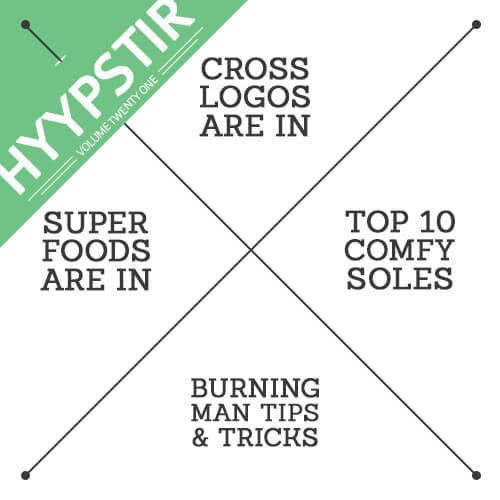 HYYPSTIR
VOLUME TWENTY ONE
CROSS
LOGOS
ARE IN
SUPER
FOODS
ARE IN
TOP 10
COMFY
SOLES
BURNING
MAN TIPS
& TRICKS